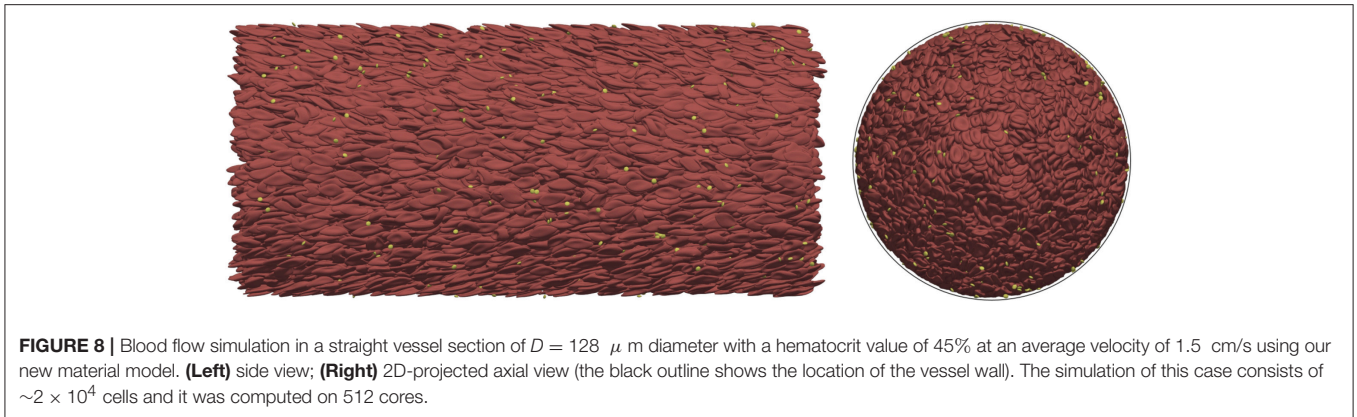 FIGURE 8 | Blood flow simulation in a straight vessel section of D = 128 μ m diameter with a hematocrit value of 45% at an average velocity of 1.5 cm/s using our
new material model. (Left) side view; (Right) 2D-projected axial view (the black outline shows the location of the vessel wall). The simulation of this case consists of
~2 × 10⁴ cells and it was computed on 512 cores.